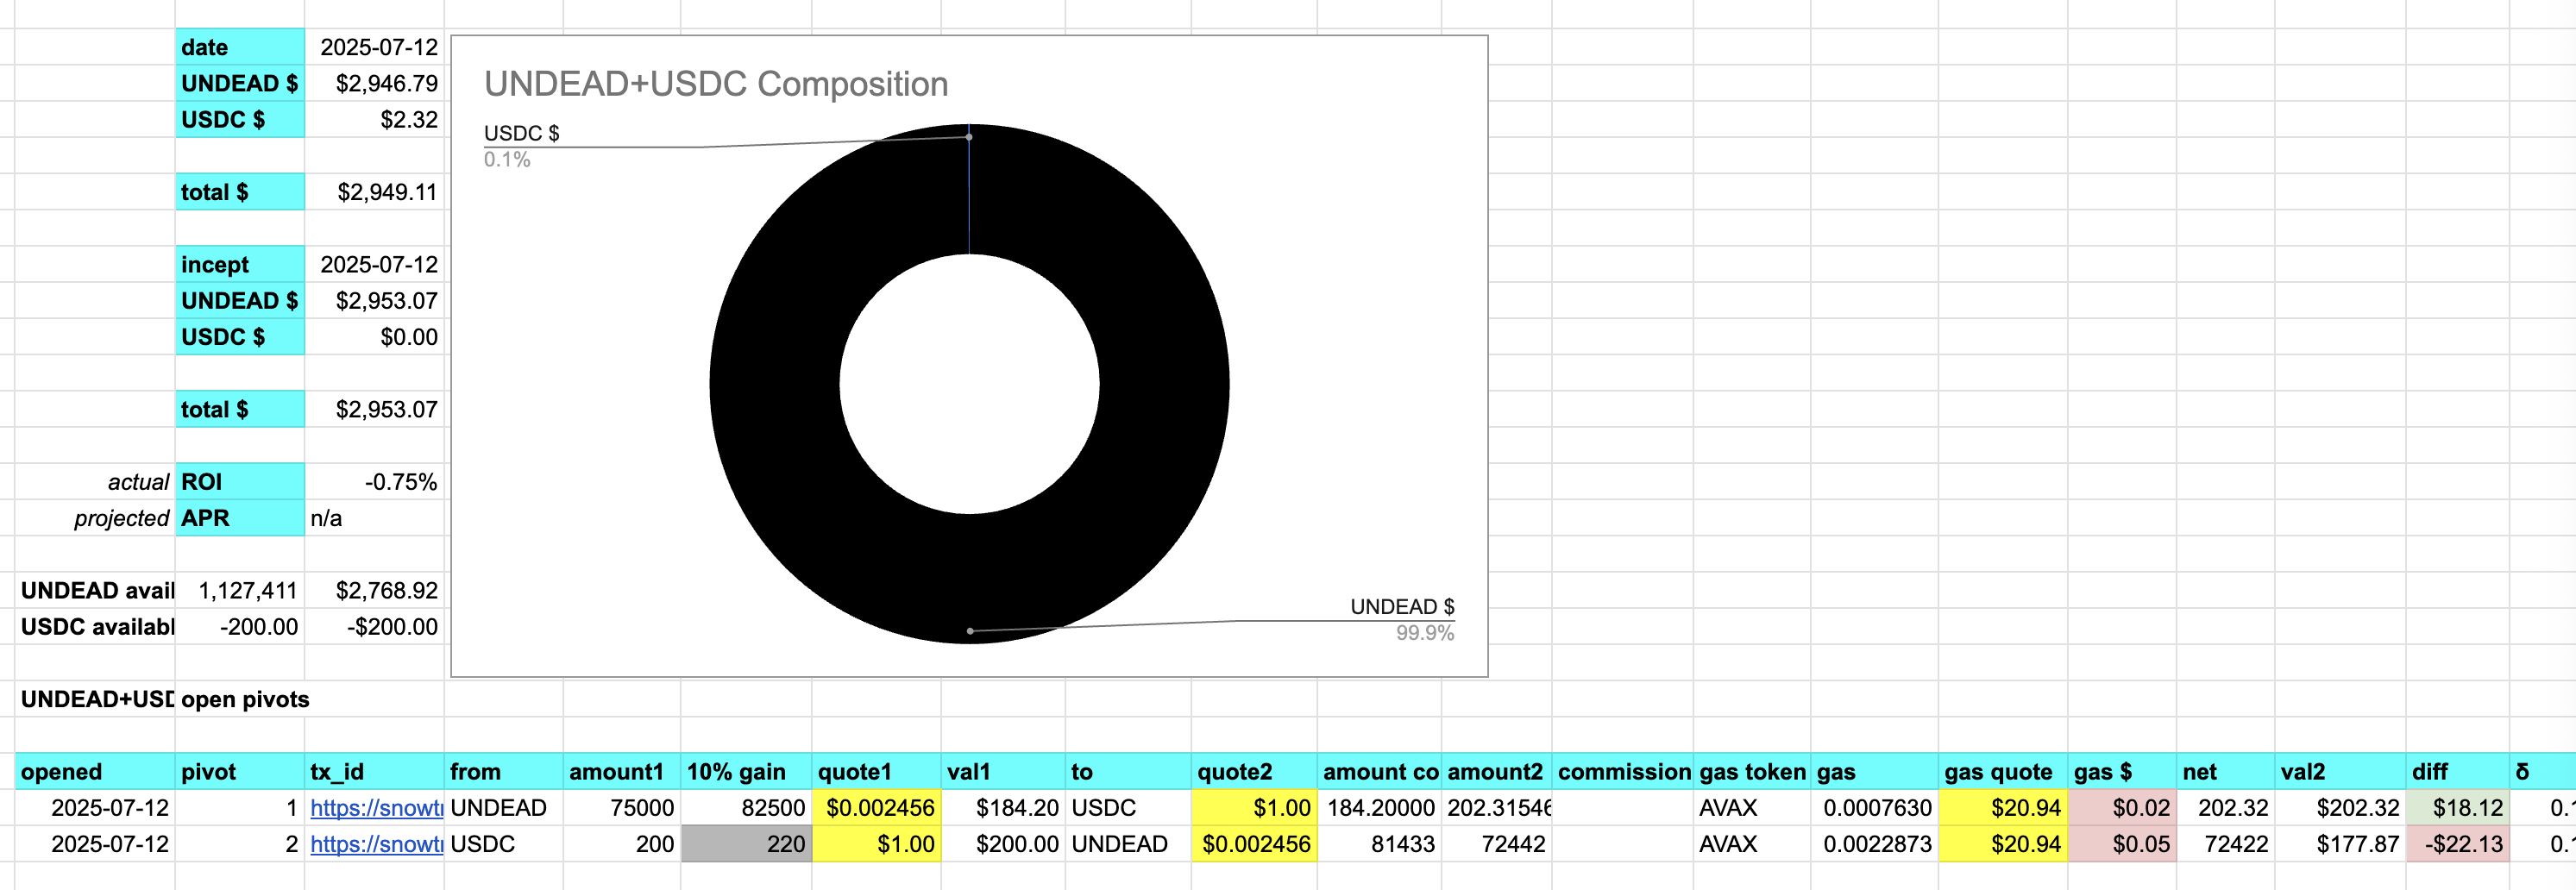 date 2025-07-12
UNDEAD $ $2,946.79
USDC $ $2.32
total $ $2,949.11
incept 2025-07-12
UNDEAD $ $2,953.07
USDC $ $0.00
total $ $2,953.07
actual ROI -0.75%
projected APR n/a
UNDEAD avail 1,127,411 $2,768.92
USDC availabl -200.00 -$200.00
UNDEAD+USDC Composition
USDC $
0.1%
UNDEAD $
99.9%
UNDEAD+USD open pivots
opened pivot tx_id from amount1 10% gain quote1 val1 to quote2 amount co amount2 commission gas token gas gas quote gas $ net val2 diff δ
2025-07-12 1 https://snowtr UNDEAD 75000 82500 $0.002456 $184.20 USDC $1.00 184.20000 202.31546 AVAX 0.0007630 $20.94 $0.02 202.32 $202.32 $18.12 0.1
2025-07-12 2 https://snowtr USDC 200 220 $1.00 $200.00 UNDEAD $0.002456 81433 72442 AVAX 0.0022873 $20.94 $0.05 72422 $177.87 -$22.13 0.1